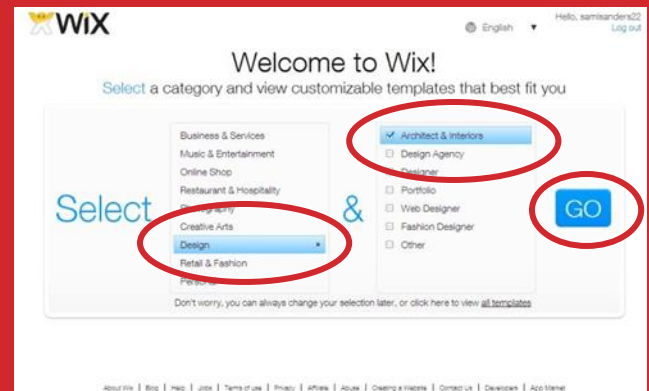 WiX
English
Hello, samisanders22
Log out
Welcome to Wix!
Select a category and view customizable templates that best fit you
Select
Business & Services
Music & Entertainment
Online Shop
Restaurant & Hospitality
Photography
Creative Arts
Design
Retail & Fashion
Personal
&
Architect & Interiors
Design Agency
Designer
Portfolio
Web Designer
Fashion Designer
Other
GO
Don't worry, you can always change your selection later, or click here to view all templates
About Wix | Blog | Help | Jobs | Terms of use | Privacy | Affiliate | Abuse | Creating a Website | Contact Us | Developers | App Market